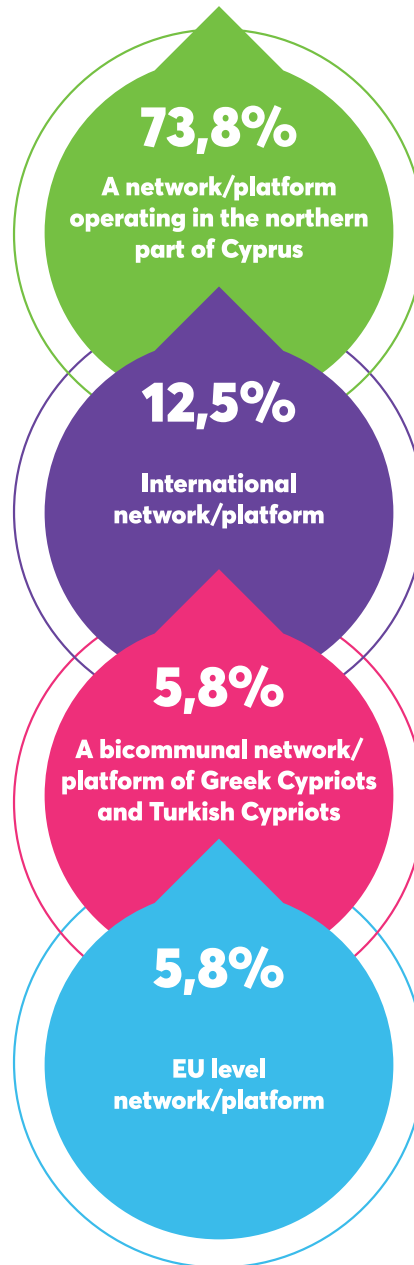 73,8%
A network/platform
operating in the northern
part of Cyprus
12,5%
International
network/platform
5,8%
A bicommunal network/
platform of Greek Cypriots
and Turkish Cypriots
5,8%
EU level
network/platform